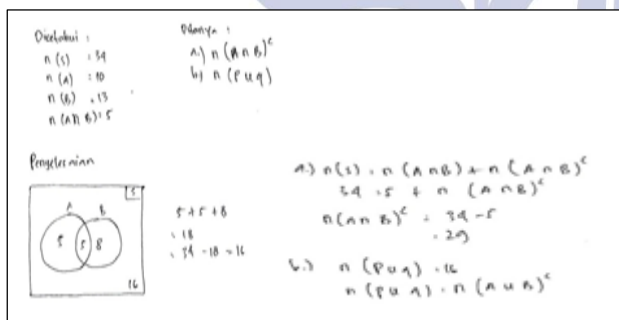 Diketahui :
n(S) : 34
n(A) : 10
n(B) . 13
n(A∩B) : 5
Ditanya :
a.) n(A∩B)ᶜ
b) n(P∪q)
Penyelesaian
S
A B
5 5 8
16
5+5+8
= 18
= 34 - 18 = 16
a.) n(S) = n(A∩B) + n(A∩B)ᶜ
34 = 5 + n(A∩B)ᶜ
n(A∩B)ᶜ = 34 - 5
= 29
b.) n(P∪q) = 16
n(P∪q) = n(A∪B)ᶜ